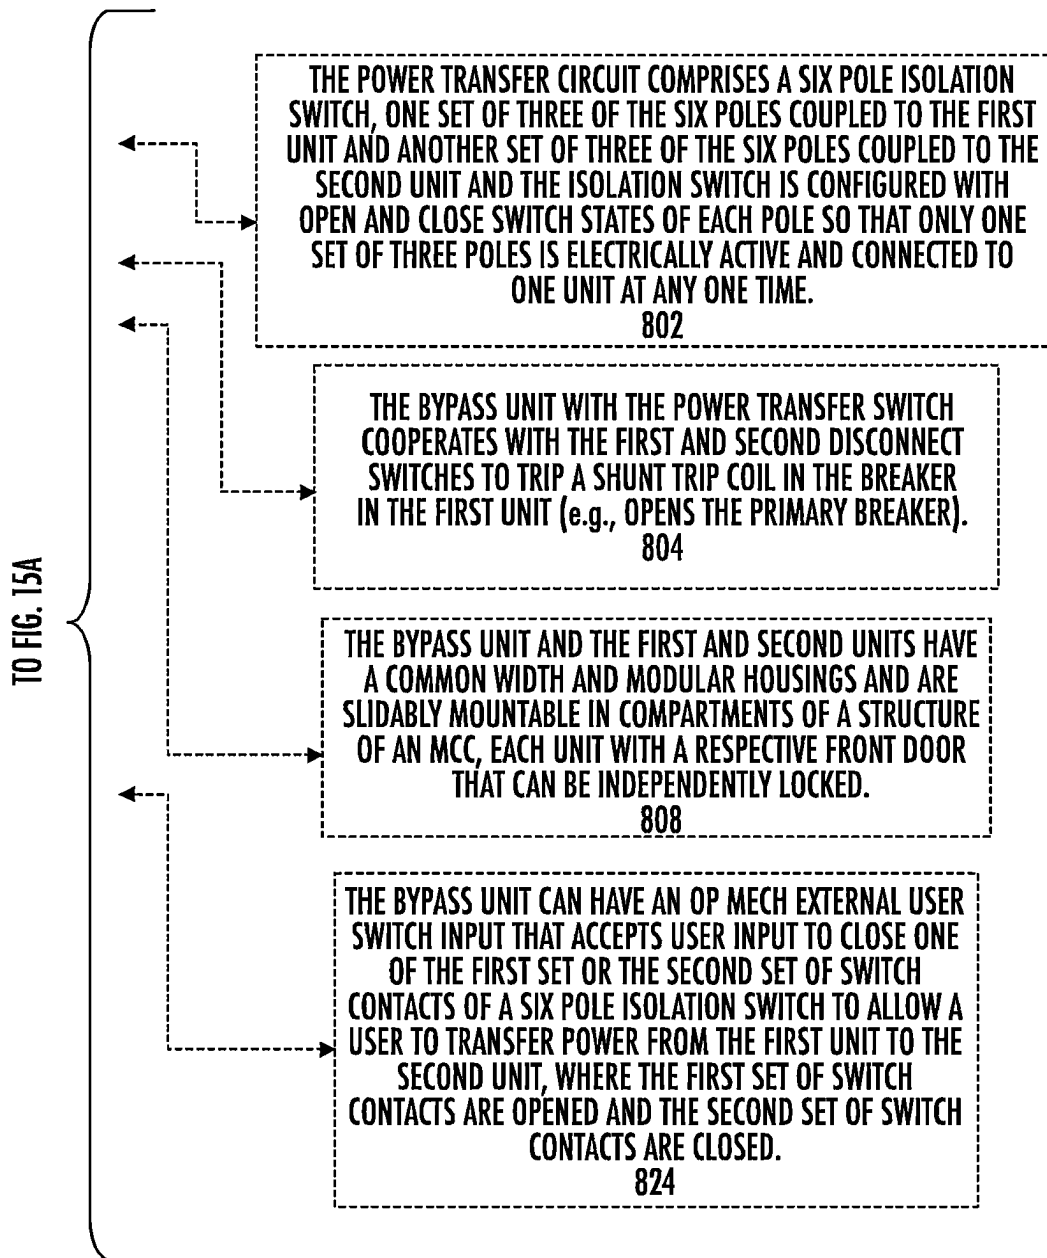 TO FIG. 15A
THE POWER TRANSFER CIRCUIT COMPRISES A SIX POLE ISOLATION
SWITCH, ONE SET OF THREE OF THE SIX POLES COUPLED TO THE FIRST
UNIT AND ANOTHER SET OF THREE OF THE SIX POLES COUPLED TO THE
SECOND UNIT AND THE ISOLATION SWITCH IS CONFIGURED WITH
OPEN AND CLOSE SWITCH STATES OF EACH POLE SO THAT ONLY ONE
SET OF THREE POLES IS ELECTRICALLY ACTIVE AND CONNECTED TO
ONE UNIT AT ANY ONE TIME.
802
THE BYPASS UNIT WITH THE POWER TRANSFER SWITCH
COOPERATES WITH THE FIRST AND SECOND DISCONNECT
SWITCHES TO TRIP A SHUNT TRIP COIL IN THE BREAKER
IN THE FIRST UNIT (e.g., OPENS THE PRIMARY BREAKER).
804
THE BYPASS UNIT AND THE FIRST AND SECOND UNITS HAVE
A COMMON WIDTH AND MODULAR HOUSINGS AND ARE
SLIDABLY MOUNTABLE IN COMPARTMENTS OF A STRUCTURE
OF AN MCC, EACH UNIT WITH A RESPECTIVE FRONT DOOR
THAT CAN BE INDEPENDENTLY LOCKED.
808
THE BYPASS UNIT CAN HAVE AN OP MECH EXTERNAL USER
SWITCH INPUT THAT ACCEPTS USER INPUT TO CLOSE ONE
OF THE FIRST SET OR THE SECOND SET OF SWITCH
CONTACTS OF A SIX POLE ISOLATION SWITCH TO ALLOW A
USER TO TRANSFER POWER FROM THE FIRST UNIT TO THE
SECOND UNIT, WHERE THE FIRST SET OF SWITCH
CONTACTS ARE OPENED AND THE SECOND SET OF SWITCH
CONTACTS ARE CLOSED.
824